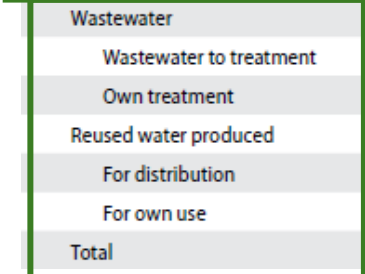 Wastewater
Wastewater to treatment
Own treatment
Reused water produced
For distribution
For own use
Total